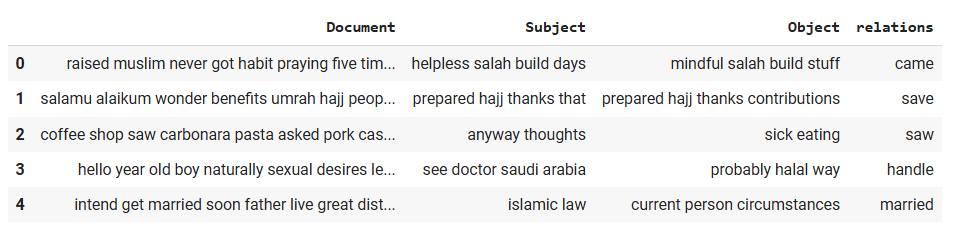 Document Subject Object relations
0 raised muslim never got habit praying five tim... helpless salah build days mindful salah build stuff came
1 salamu alaikum wonder benefits umrah hajj peop... prepared hajj thanks that prepared hajj thanks contributions save
2 coffee shop saw carbonara pasta asked pork cas... anyway thoughts sick eating saw
3 hello year old boy naturally sexual desires le... see doctor saudi arabia probably halal way handle
4 intend get married soon father live great dist... islamic law current person circumstances married